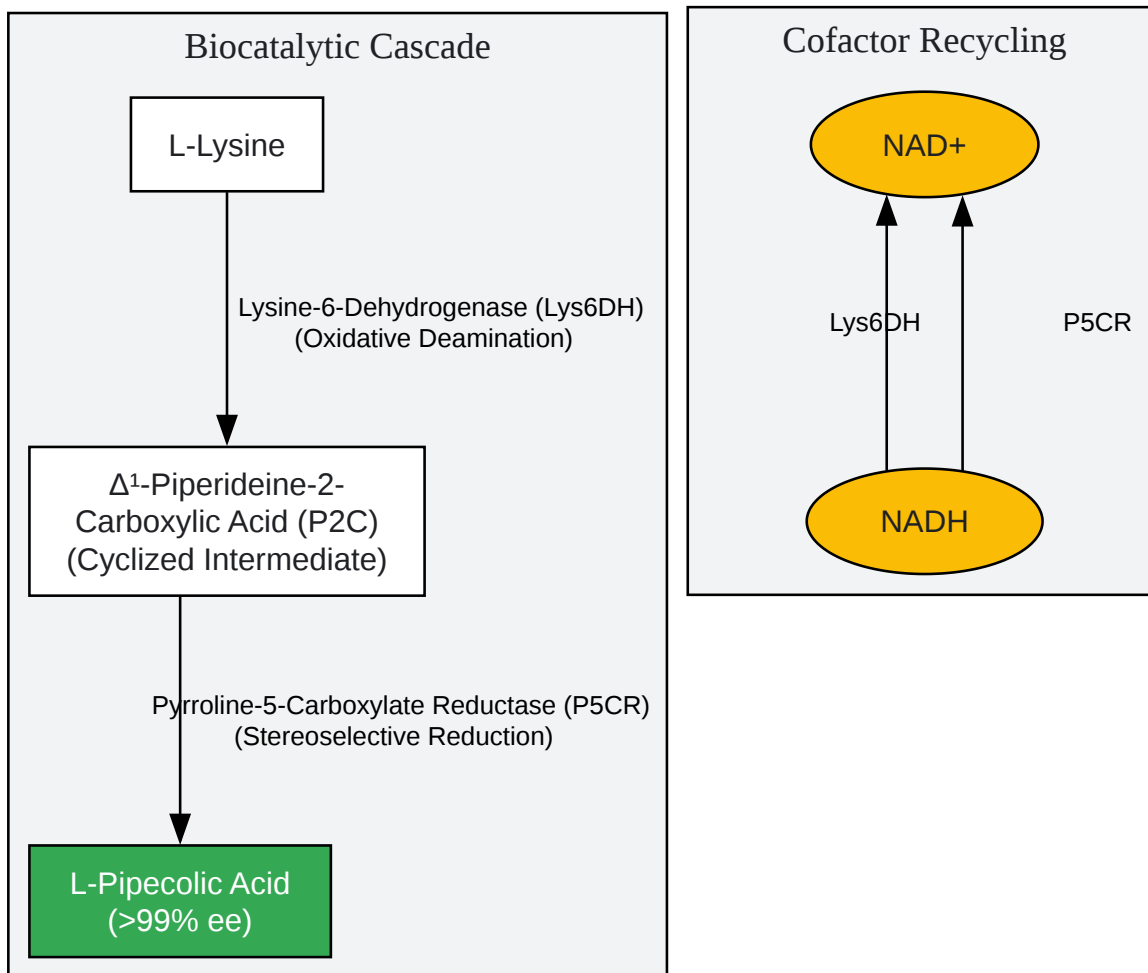 Biocatalytic Cascade
L-Lysine
Lysine-6-Dehydrogenase (Lys6DH)
(Oxidative Deamination)
Δ¹-Piperideine-2-
Carboxylic Acid (P2C)
(Cyclized Intermediate)
Pyrroline-5-Carboxylate Reductase (P5CR)
(Stereoselective Reduction)
L-Pipecolic Acid
(>99% ee)
Cofactor Recycling
NAD+
Lys6DH
P5CR
NADH